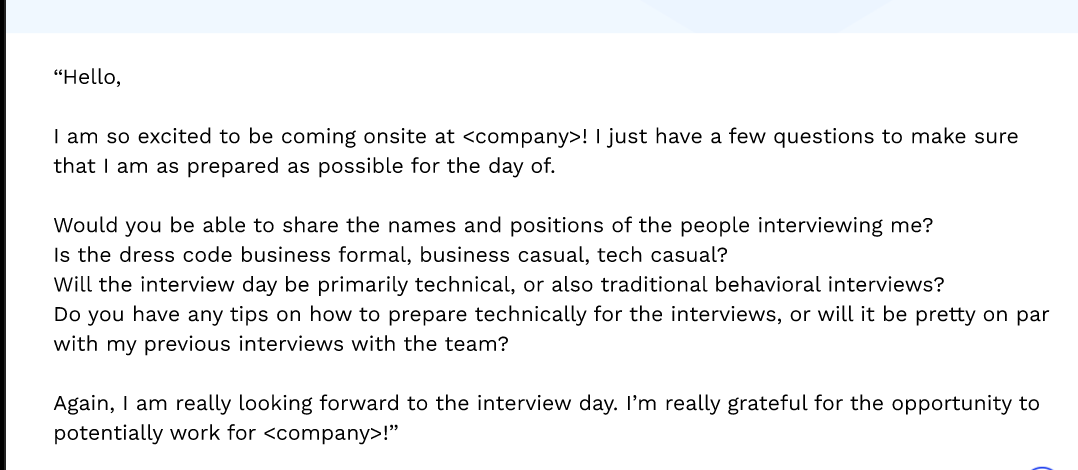 “Hello,
I am so excited to be coming onsite at <company>! I just have a few questions to make sure
that I am as prepared as possible for the day of.
Would you be able to share the names and positions of the people interviewing me?
Is the dress code business formal, business casual, tech casual?
Will the interview day be primarily technical, or also traditional behavioral interviews?
Do you have any tips on how to prepare technically for the interviews, or will it be pretty on par
with my previous interviews with the team?
Again, I am really looking forward to the interview day. I’m really grateful for the opportunity to
potentially work for <company>!”